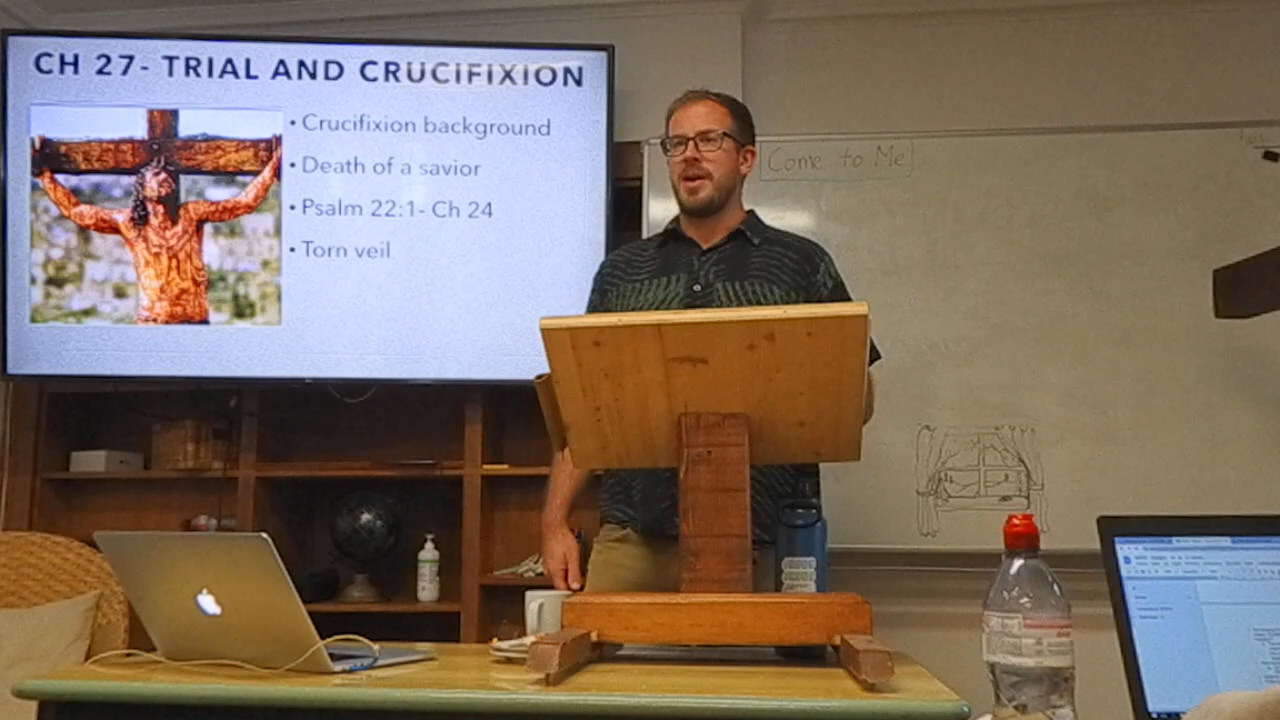 CH 27- TRIAL AND CRUCIFIXION
• Crucifixion background
• Death of a savior
• Psalm 22:1- Ch 24
• Torn veil
Come to Me